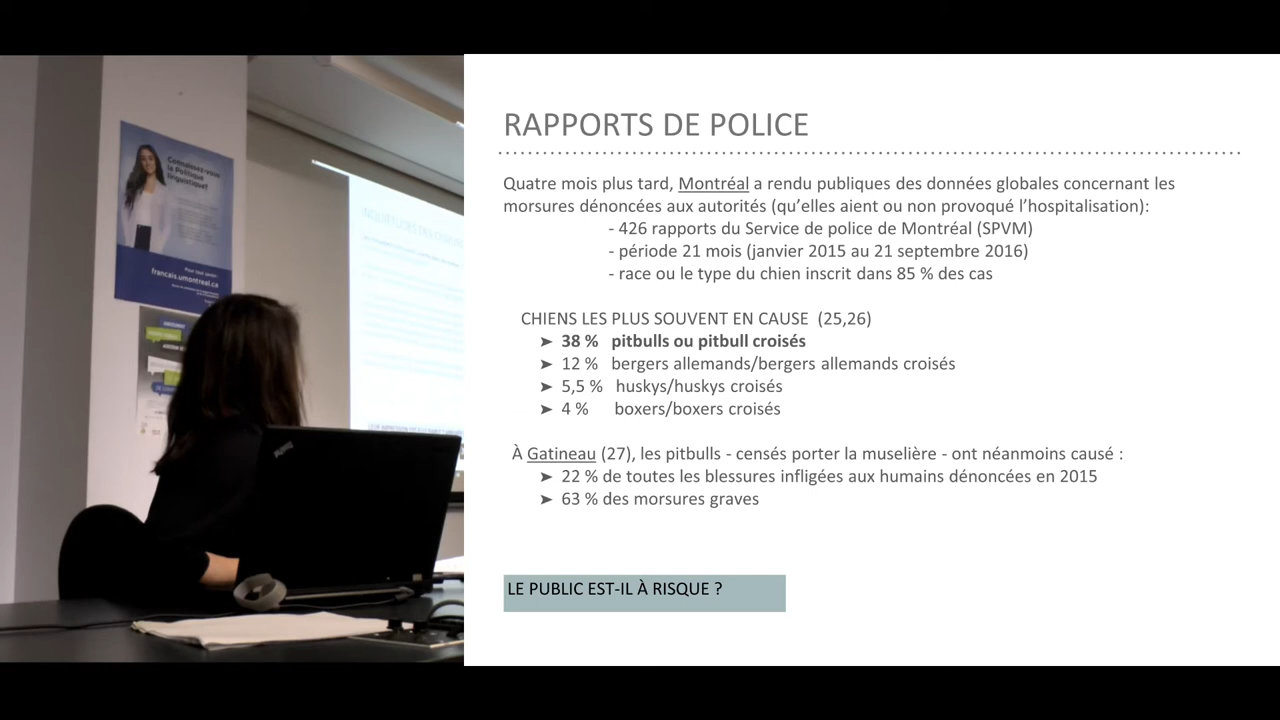 Connaissez-vous
la Politique
linguistique?
francais.umontreal.ca
RAPPORTS DE POLICE
Quatre mois plus tard, Montréal a rendu publiques des données globales concernant les
morsures dénoncées aux autorités (qu’elles aient ou non provoqué l’hospitalisation):
- 426 rapports du Service de police de Montréal (SPVM)
- période 21 mois (janvier 2015 au 21 septembre 2016)
- race ou le type du chien inscrit dans 85 % des cas
CHIENS LES PLUS SOUVENT EN CAUSE (25,26)
➤ 38 % pitbulls ou pitbull croisés
➤ 12 % bergers allemands/bergers allemands croisés
➤ 5,5 % huskys/huskys croisés
➤ 4 % boxers/boxers croisés
À Gatineau (27), les pitbulls - censés porter la muselière - ont néanmoins causé :
➤ 22 % de toutes les blessures infligées aux humains dénoncées en 2015
➤ 63 % des morsures graves
LE PUBLIC EST-IL À RISQUE ?